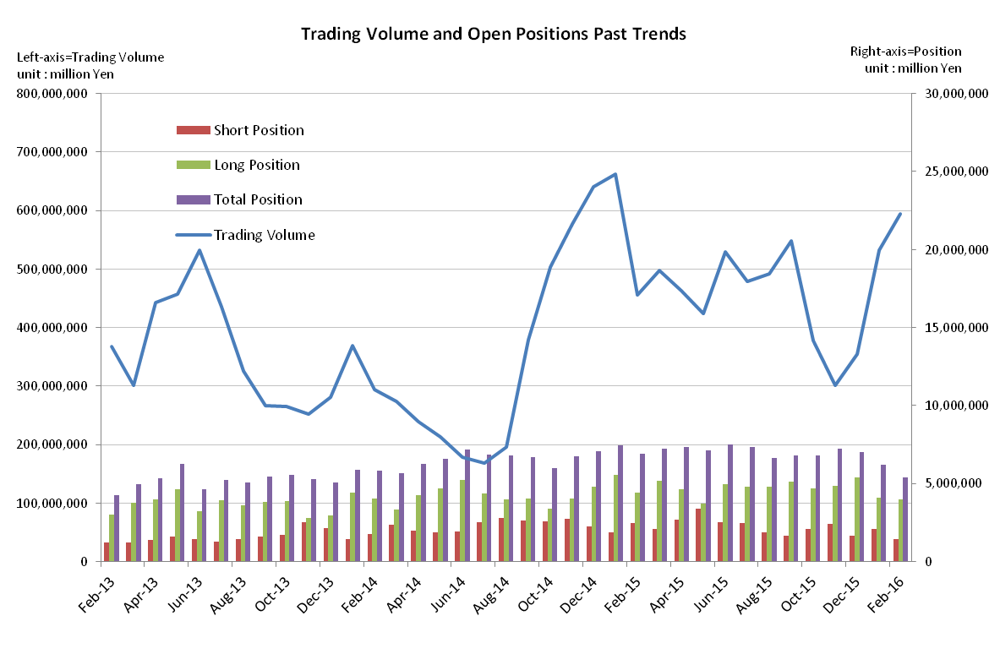 Trading Volume and Open Positions Past Trends
Left-axis=Trading Volume
unit : million Yen
Right-axis=Position
unit : million Yen
800,000,000
700,000,000
600,000,000
500,000,000
400,000,000
300,000,000
200,000,000
100,000,000
0
Short Position
Long Position
Total Position
Trading Volume
30,000,000
25,000,000
20,000,000
15,000,000
10,000,000
5,000,000
0
Feb-13
Apr-13
Jun-13
Aug-13
Oct-13
Dec-13
Feb-14
Apr-14
Jun-14
Aug-14
Oct-14
Dec-14
Feb-15
Apr-15
Jun-15
Aug-15
Oct-15
Dec-15
Feb-16